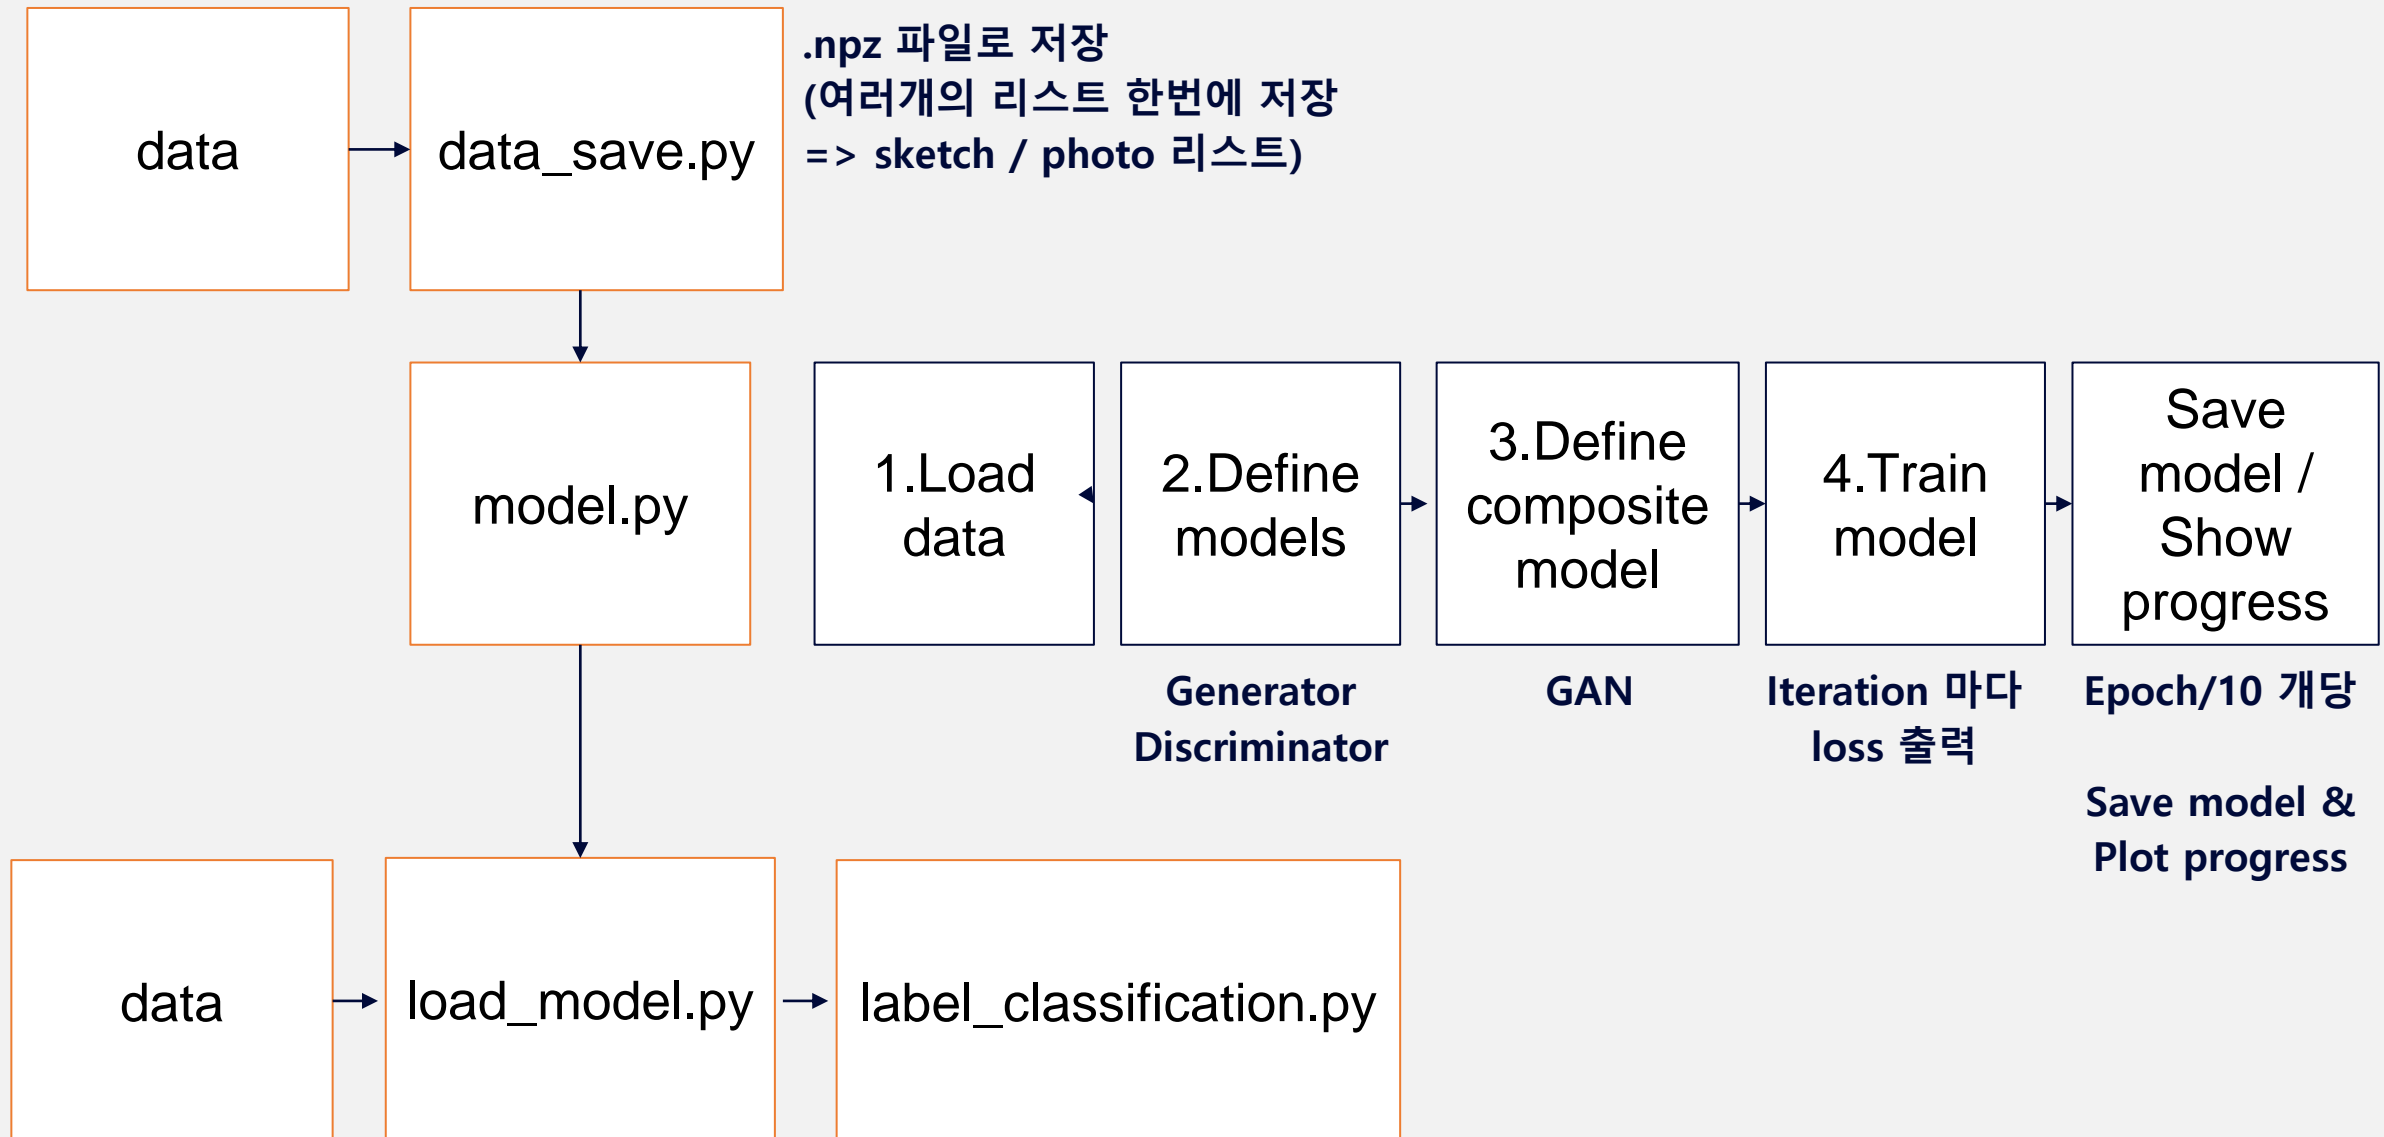 data
data_save.py
.npz 파일로 저장
(여러개의 리스트 한번에 저장
=> sketch / photo 리스트)
model.py
1.Load
data
2.Define
models
3.Define
composite
model
4.Train
model
Save
model /
Show
progress
Generator
Discriminator
GAN
Iteration 마다
loss 출력
Epoch/10 개당
Save model &
Plot progress
data
load_model.py
label_classification.py